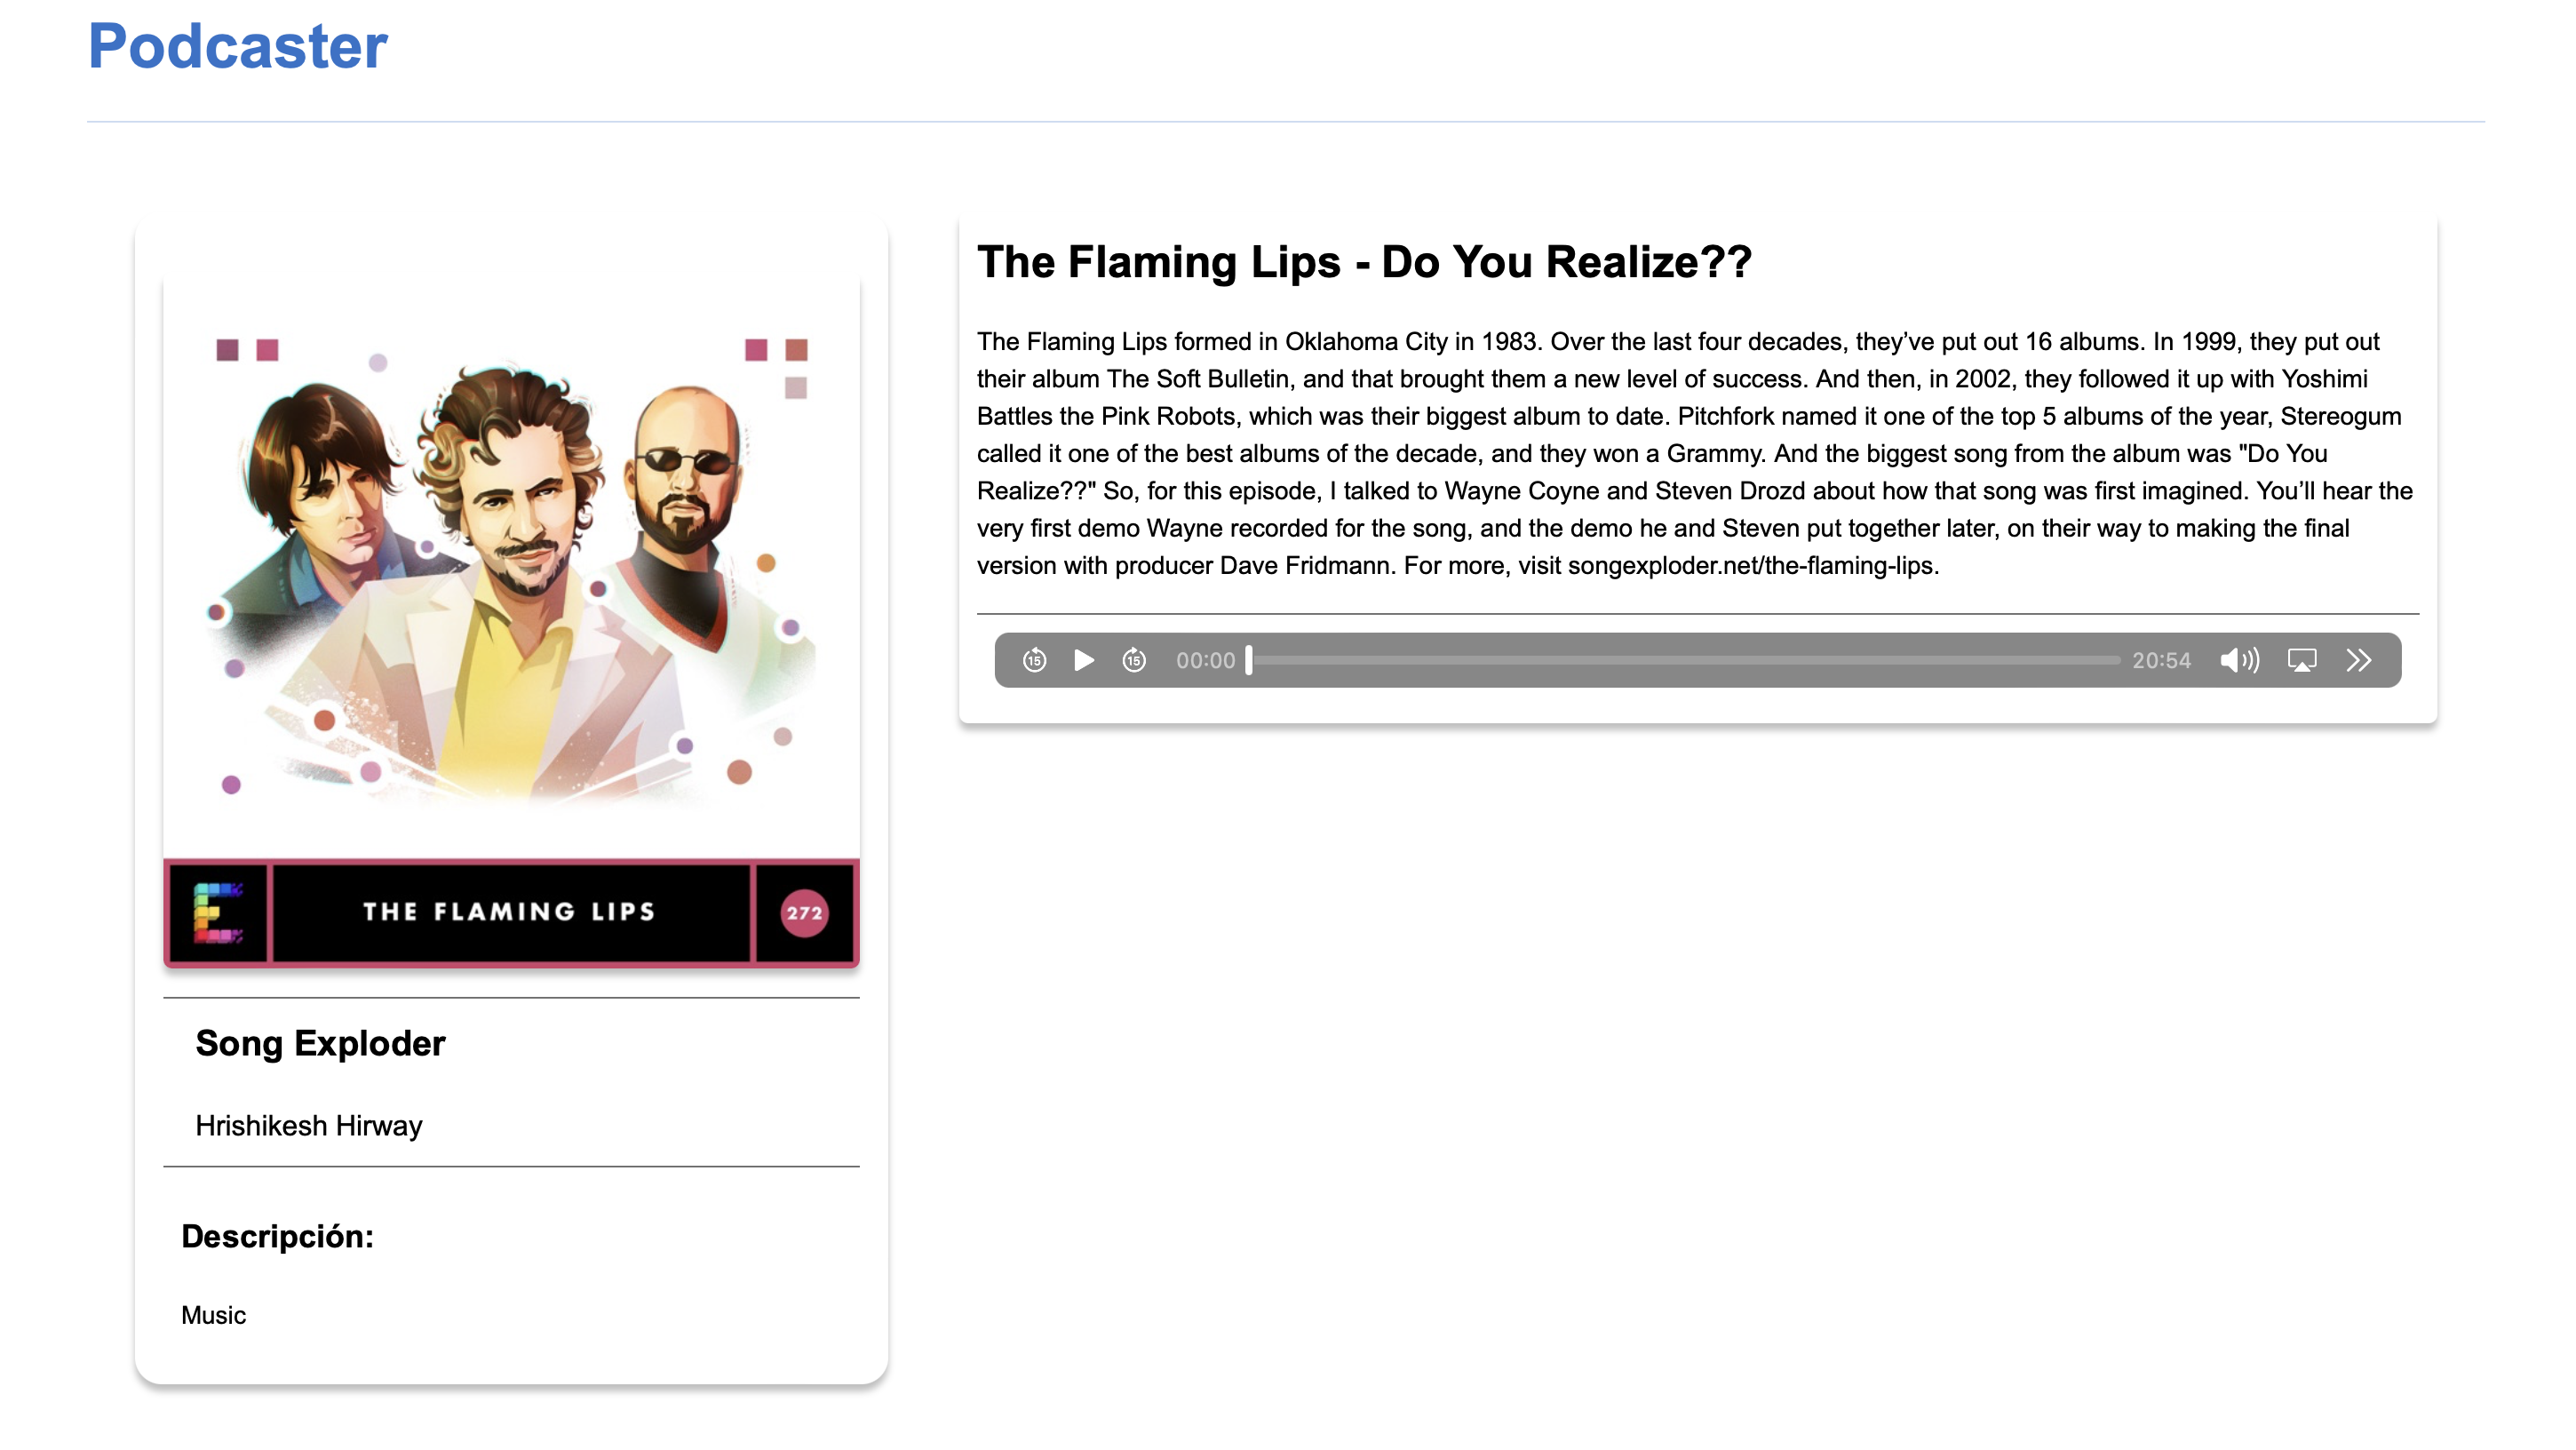 Podcaster
THE FLAMING LIPS
272
Song Exploder
Hrishikesh Hirway
Descripción:
Music
The Flaming Lips - Do You Realize??
The Flaming Lips formed in Oklahoma City in 1983. Over the last four decades, they’ve put out 16 albums. In 1999, they put out
their album The Soft Bulletin, and that brought them a new level of success. And then, in 2002, they followed it up with Yoshimi
Battles the Pink Robots, which was their biggest album to date. Pitchfork named it one of the top 5 albums of the year, Stereogum
called it one of the best albums of the decade, and they won a Grammy. And the biggest song from the album was "Do You
Realize??" So, for this episode, I talked to Wayne Coyne and Steven Drozd about how that song was first imagined. You’ll hear the
very first demo Wayne recorded for the song, and the demo he and Steven put together later, on their way to making the final
version with producer Dave Fridmann. For more, visit songexploder.net/the-flaming-lips.
15 15 00:00 20:54